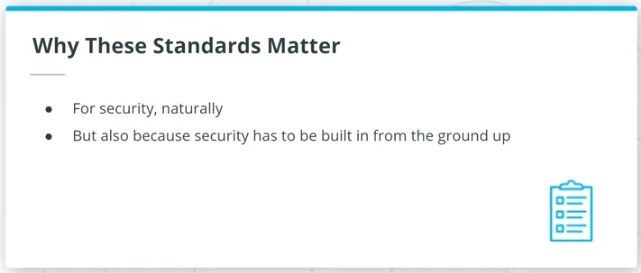 Why These Standards Matter
● For security, naturally
● But also because security has to be built in from the ground up